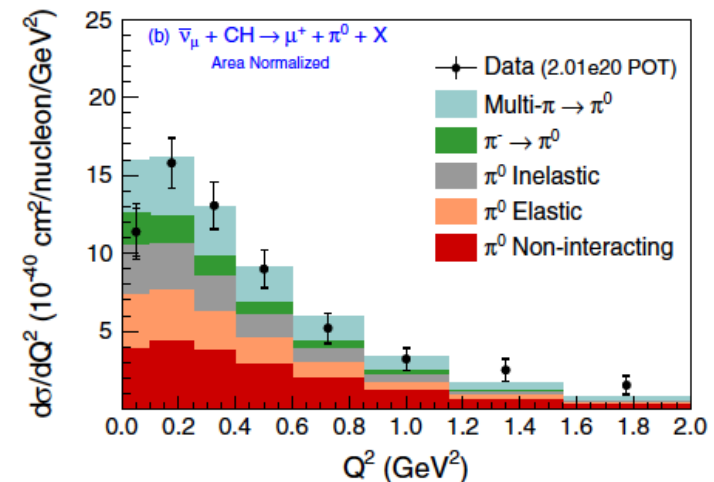 (b) ν̅μ + CH → μ⁺ + π⁰ + X
Area Normalized
Data (2.01e20 POT)
Multi-π → π⁰
π⁻ → π⁰
π⁰ Inelastic
π⁰ Elastic
π⁰ Non-interacting
dσ/dQ² (10⁻⁴⁰ cm²/nucleon/GeV²)
25
20
15
10
5
0.0 0.2 0.4 0.6 0.8 1.0 1.2 1.4 1.6 1.8 2.0
Q² (GeV²)